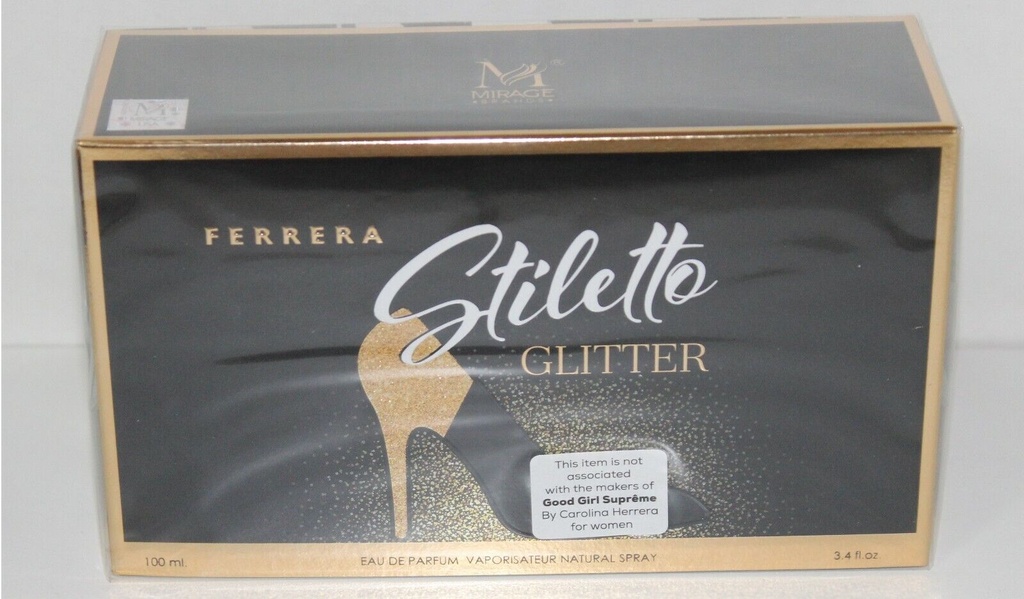 M®
MIRAGE
BRANDS
FERRERA
Stiletto
GLITTER
This item is not
associated
with the makers of
Good Girl Suprême
By Carolina Herrera
for women
100 ml.
EAU DE PARFUM VAPORISATEUR NATURAL SPRAY
3.4 fl.oz